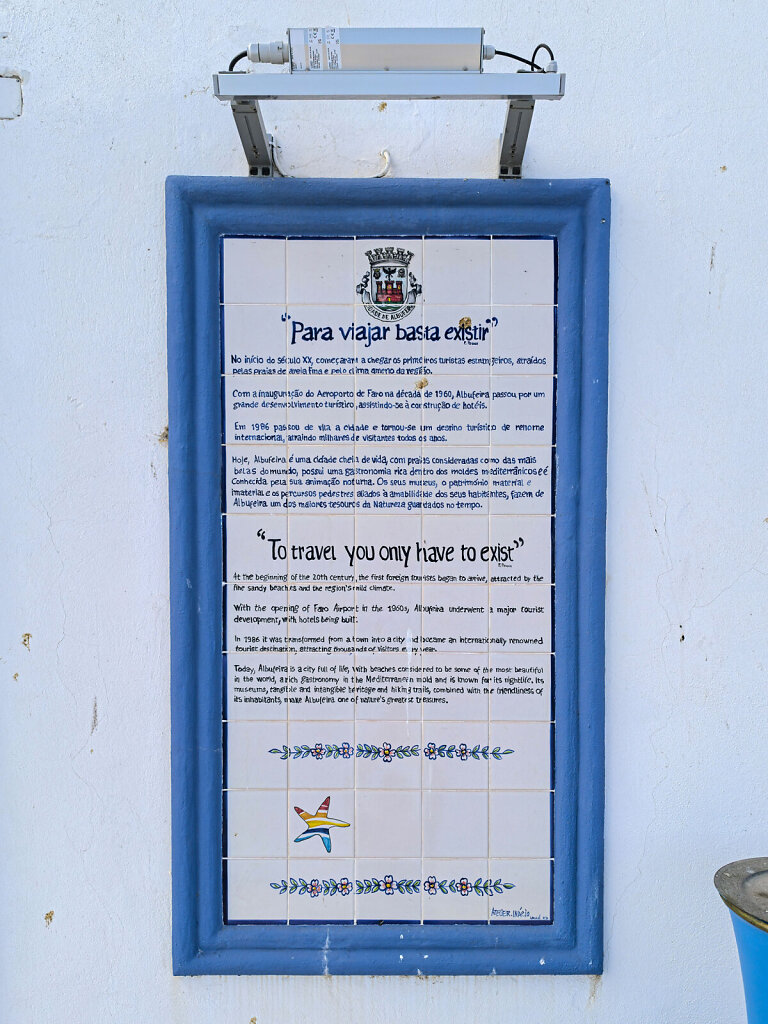 CIDADE DE ALBUFEIRA
"Para viajar basta existir"
F. Pessoa
No início do século XX, começaram a chegar os primeiros turistas estrangeiros, atraídos
pelas praias de areia fina e pelo clima ameno da região.
Com a inauguração do Aeroporto de Faro na década de 1960, Albufeira passou por um
grande desenvolvimento turístico, assistindo-se à construção de hotéis.
Em 1986 passou de vila a cidade e tornou-se um destino turístico de renome
internacional, atraindo milhares de visitantes todos os anos.
Hoje, Albufeira é uma cidade cheia de vida, com praias consideradas como das mais
belas do mundo, possui uma gastronomia rica dentro dos moldes mediterrânicos e é
Conhecida pela sua animação noturna. Os seus museus, o património material e
imaterial e os percursos pedestres aliados à amabilidade dos seus habitantes, fazem de
Albufeira um dos maiores tesouros da Natureza guardados no tempo.
"To travel you only have to exist"
F. Pessoa
At the beginning of the 20th century, the first foreign tourists began to arrive, attracted by the
fine sandy beaches and the region's mild climate.
With the opening of Faro Airport in the 1960s, Albufeira underwent a major tourist
development, with hotels being built.
In 1986 it was transformed from a town into a city and became an internationally renowned
tourist destination, attracting thousands of visitors every year.
Today, Albufeira is a city full of life, with beaches considered to be some of the most beautiful
in the world, a rich gastronomy in the Mediterranean mold and is known for its nightlife. Its
museums, tangible and intangible heritage and hiking trails, combined with the friendliness of
its inhabitants, make Albufeira one of nature's greatest treasures.
ATELIER.